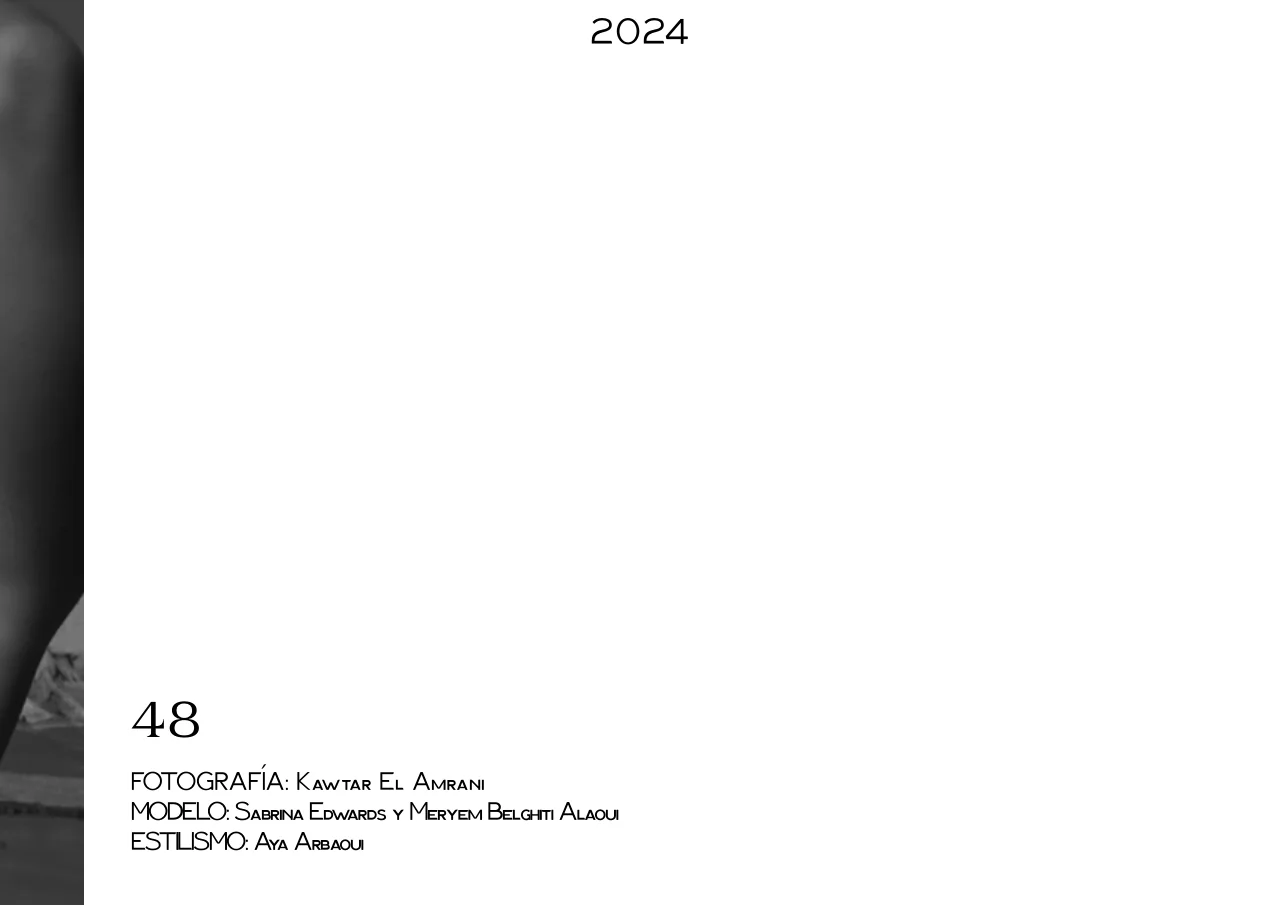 2024
48
FOTOGRAFÍA: Kawtar El Amrani
MODELO: Sabrina Edwards y Meryem Belghiti Alaoui
ESTILISMO: Aya Arbaoui